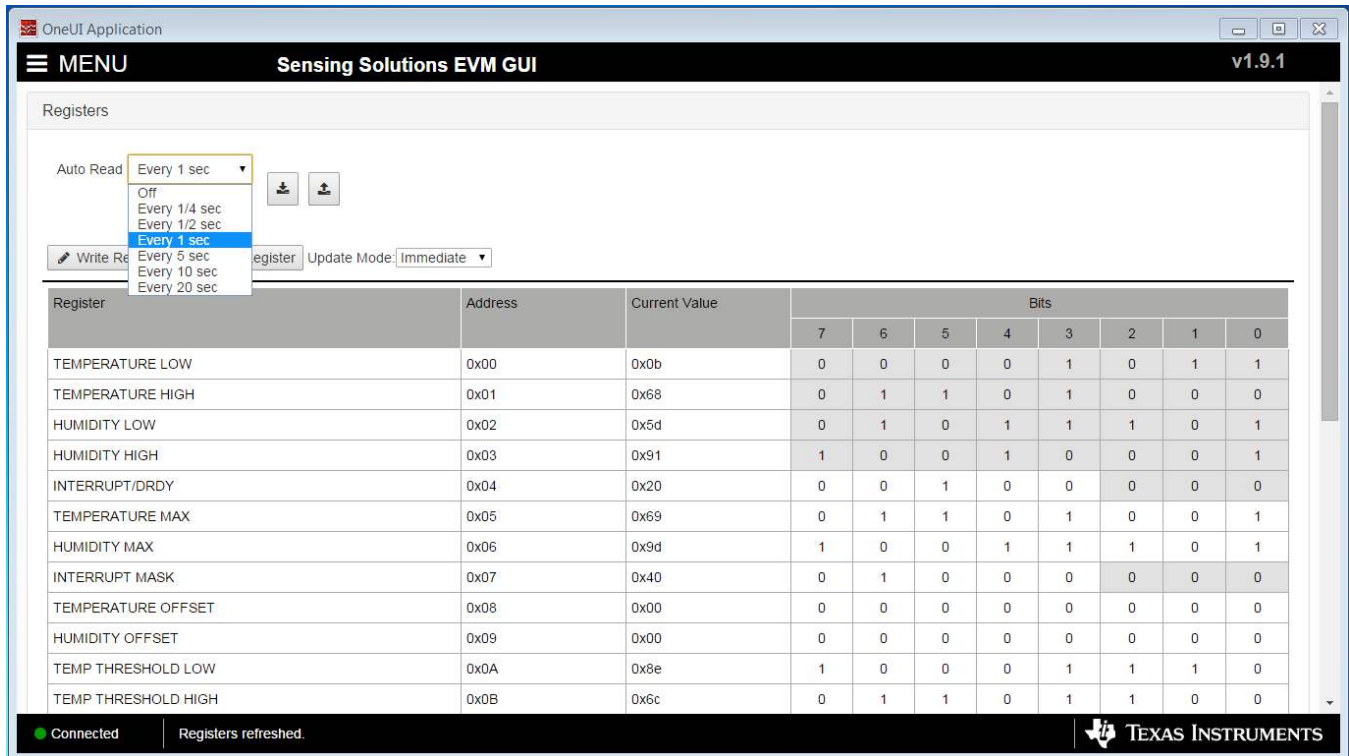 OneUI Application
MENU Sensing Solutions EVM GUI v1.9.1
Registers
Auto Read Every 1 sec
Off
Every 1/4 sec
Every 1/2 sec
Every 1 sec
Every 5 sec
Every 10 sec
Every 20 sec
Write Re egister Update Mode: Immediate
Register Address Current Value Bits
7 6 5 4 3 2 1 0
TEMPERATURE LOW 0x00 0x0b 0 0 0 0 1 0 1 1
TEMPERATURE HIGH 0x01 0x68 0 1 1 0 1 0 0 0
HUMIDITY LOW 0x02 0x5d 0 1 0 1 1 1 0 1
HUMIDITY HIGH 0x03 0x91 1 0 0 1 0 0 0 1
INTERRUPT/DRDY 0x04 0x20 0 0 1 0 0 0 0 0
TEMPERATURE MAX 0x05 0x69 0 1 1 0 1 0 0 1
HUMIDITY MAX 0x06 0x9d 1 0 0 1 1 1 0 1
INTERRUPT MASK 0x07 0x40 0 1 0 0 0 0 0 0
TEMPERATURE OFFSET 0x08 0x00 0 0 0 0 0 0 0 0
HUMIDITY OFFSET 0x09 0x00 0 0 0 0 0 0 0 0
TEMP THRESHOLD LOW 0x0A 0x8e 1 0 0 0 1 1 1 0
TEMP THRESHOLD HIGH 0x0B 0x6c 0 1 1 0 1 1 0 0
Connected Registers refreshed. TEXAS INSTRUMENTS